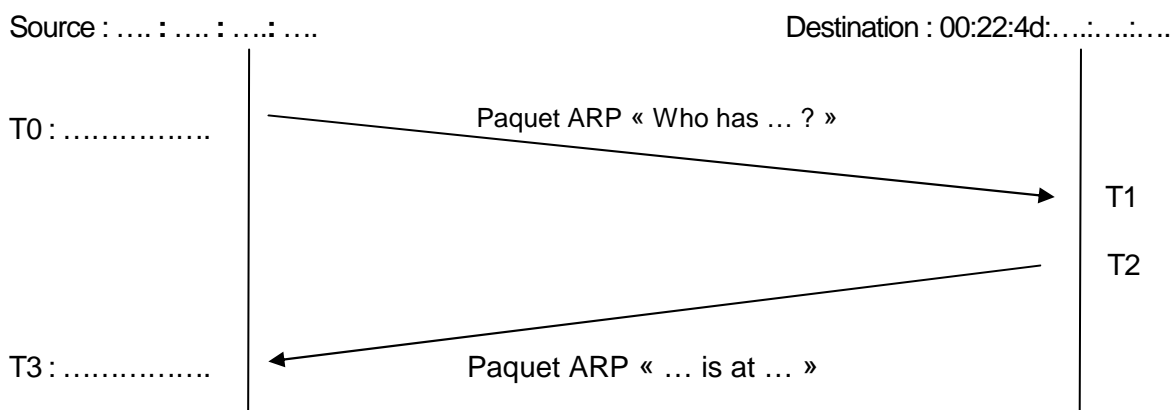 Source : …. : …. : ….: ….
Destination : 00:22:4d:….:….:….
T0 : …………….
Paquet ARP « Who has … ? »
T1
T2
T3 : …………….
Paquet ARP « … is at … »